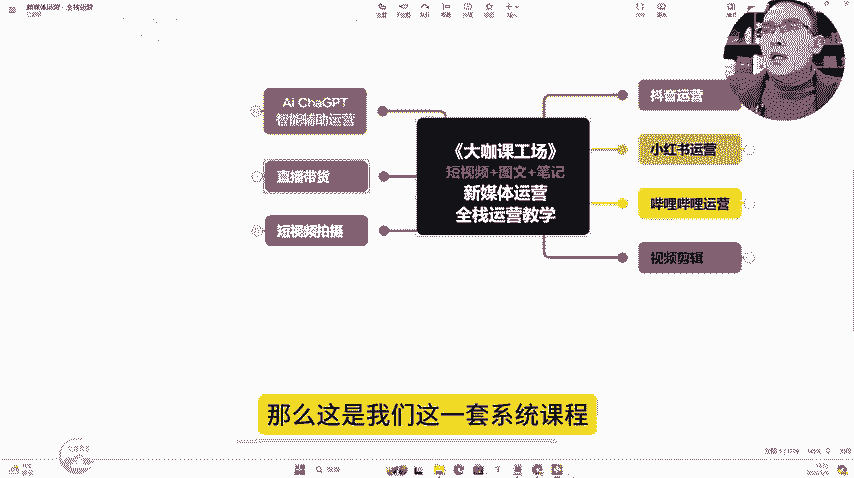 Ai ChaGPT
智能辅助运营
直播带货
短视频拍摄
《大咖课工场》
短视频+图文+笔记
新媒体运营
全栈运营教学
抖音运营
小红书运营
哔哩哔哩运营
视频剪辑
那么这是我们这一套系统课程